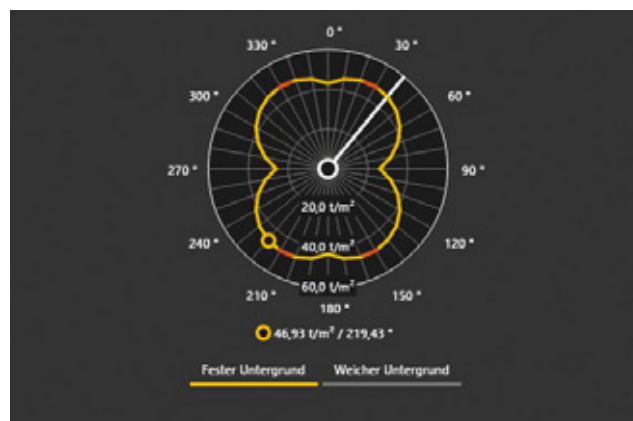 0 °
330 °
30 °
300 °
60 °
270 °
90 °
20,0 t/m²
240 °
40,0 t/m²
120 °
210 °
60,0 t/m²
150 °
180 °
46,93 t/m² / 219,43 °
Fester Untergrund
Weicher Untergrund